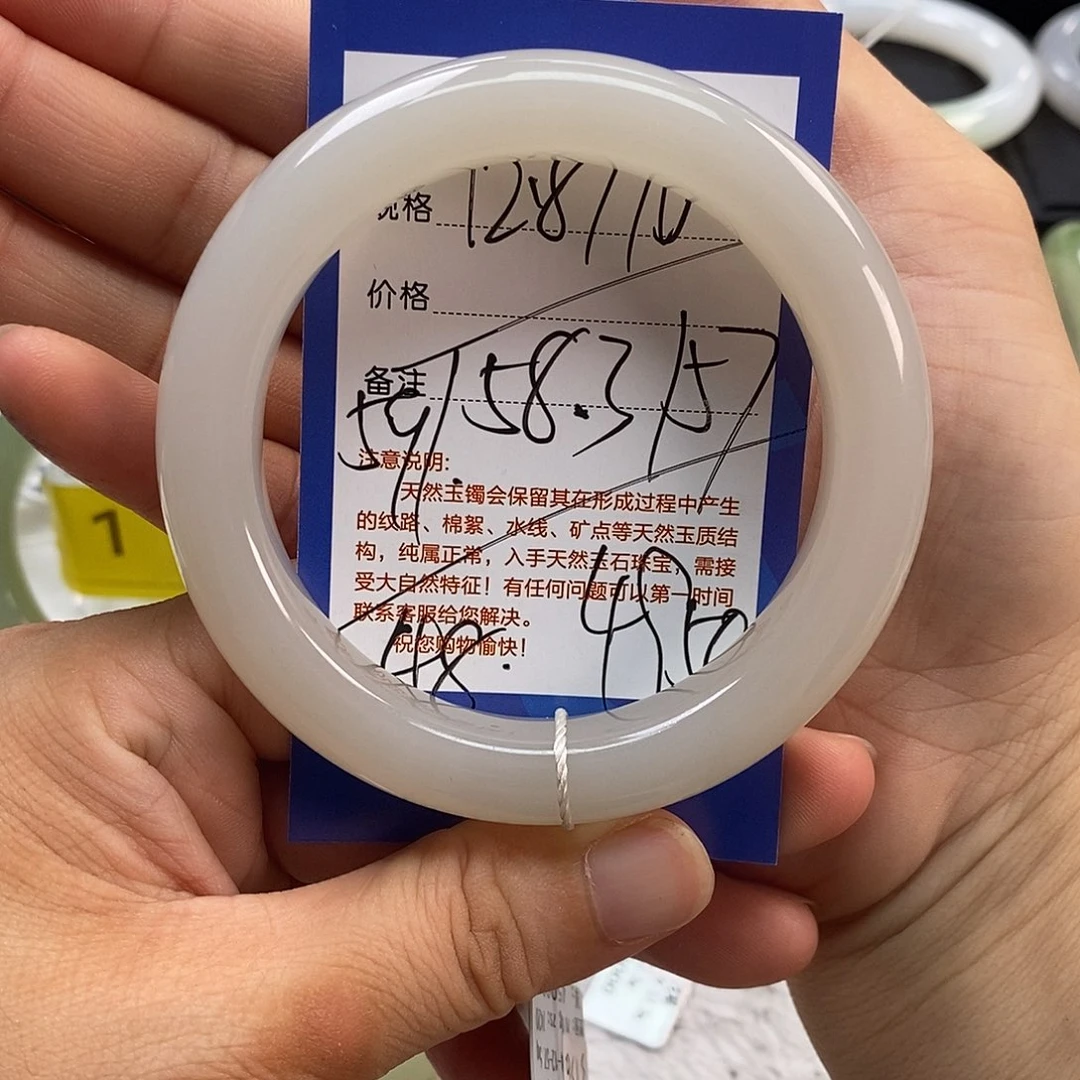 规格 128/10
价格
备注
59/58.3/57
注意说明:
天然玉镯会保留其在形成过程中产生
的纹路、棉絮、水线、矿点等天然玉质结
构，纯属正常，入手天然玉石珠宝，需接
受大自然特征！有任何问题可以第一时间
联系客服给您解决。
祝您购物愉快！
48.
1